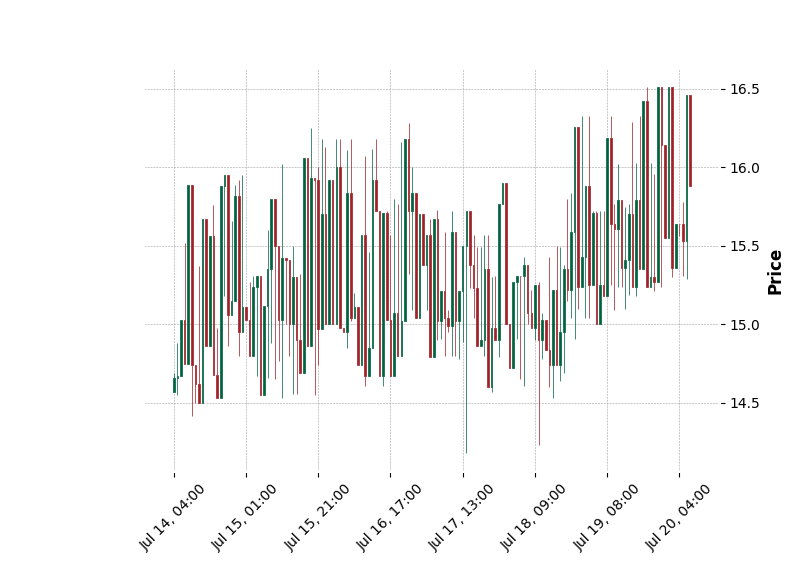 16.5
16.0
15.5
15.0
14.5
Price
Jul 14, 04:00
Jul 15, 01:00
Jul 15, 21:00
Jul 16, 17:00
Jul 17, 13:00
Jul 18, 09:00
Jul 19, 08:00
Jul 20, 04:00